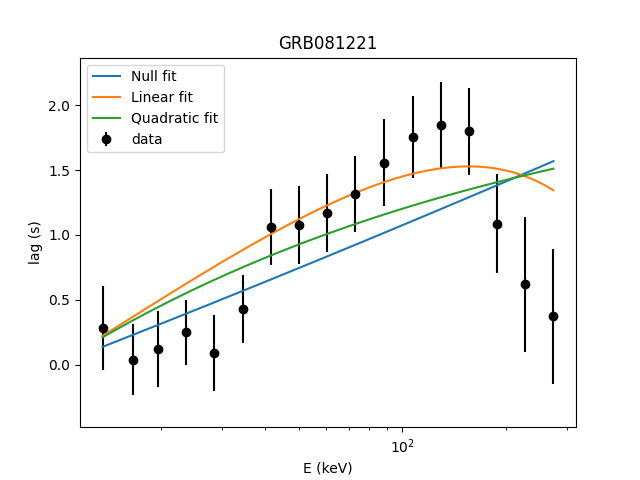 GRB081221
Null fit
Linear fit
Quadratic fit
data
2.0
1.5
1.0
0.5
0.0
lag (s)
10²
E (keV)